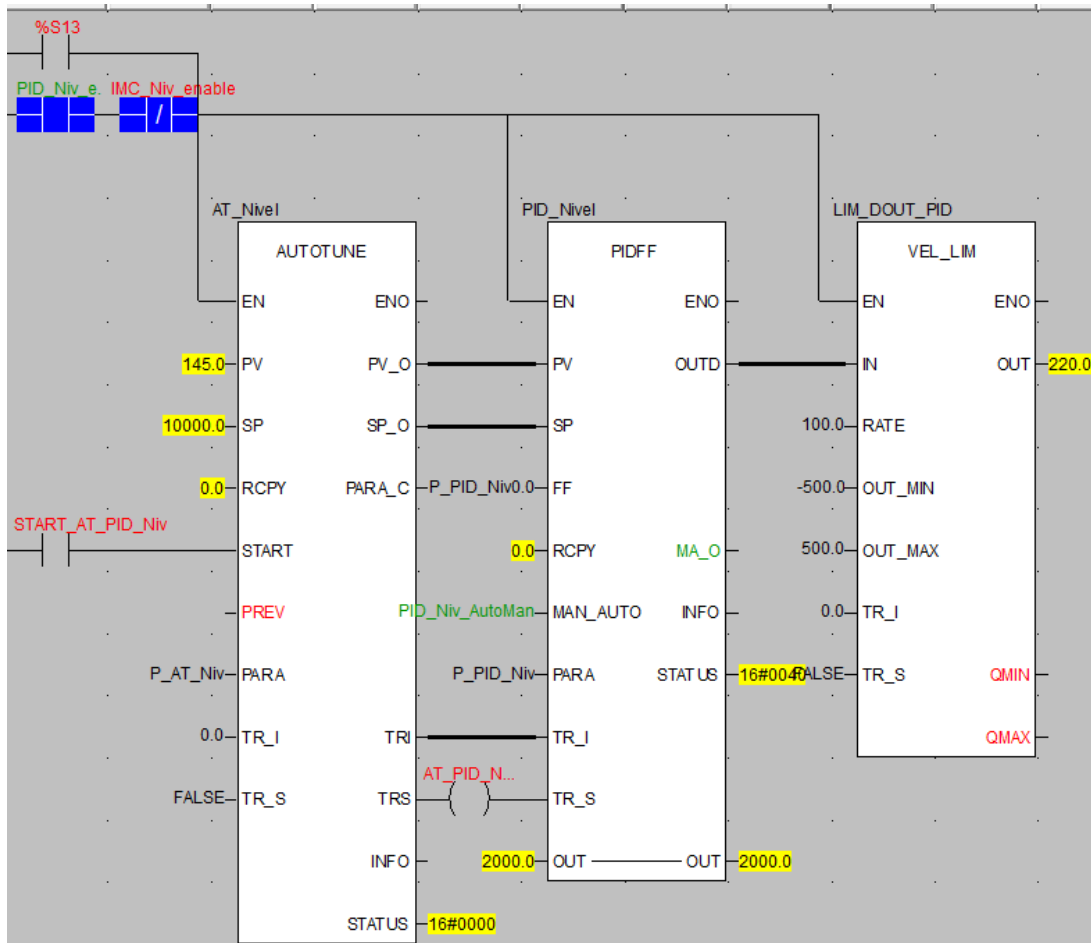 %S13
PID_Niv_e.
IMC_Niv_enable
/
AT_Nivel
PID_Nivel
LIM_DOUT_PID
AUTOTUNE
PIDFF
VEL_LIM
EN
ENO
EN
ENO
EN
ENO
145.0
PV
PV_O
PV
OUTD
IN
OUT
220.0
10000.0
SP
SP_O
SP
100.0
RATE
0.0
RCPY
PARA_C
P_PID_Niv0.0
FF
-500.0
OUT_MIN
START_AT_PID_Niv
START
0.0
RCPY
MA_O
500.0
OUT_MAX
PREV
PID_Niv_AutoMan
MAN_AUTO
INFO
0.0
TR_I
P_AT_Niv
PARA
P_PID_Niv
PARA
STATUS
16#0040
FALSE
TR_S
QMIN
0.0
TR_I
TRI
TR_I
QMAX
AT_PID_N...
FALSE
TR_S
TRS
TR_S
INFO
2000.0
OUT
OUT
2000.0
STATUS
16#0000